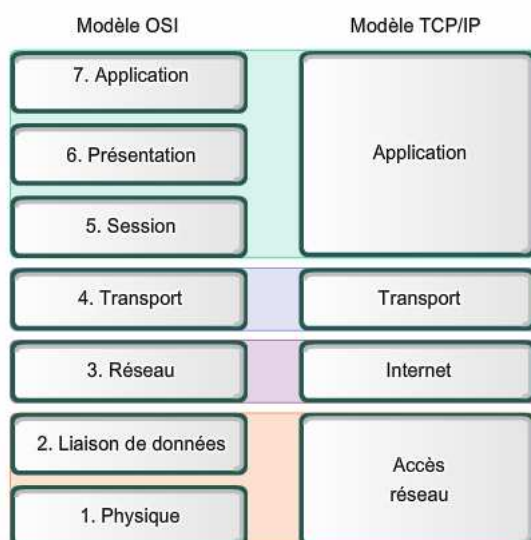 Modèle OSI
Modèle TCP/IP
7. Application
6. Présentation
5. Session
Application
4. Transport
Transport
3. Réseau
Internet
2. Liaison de données
1. Physique
Accès
réseau